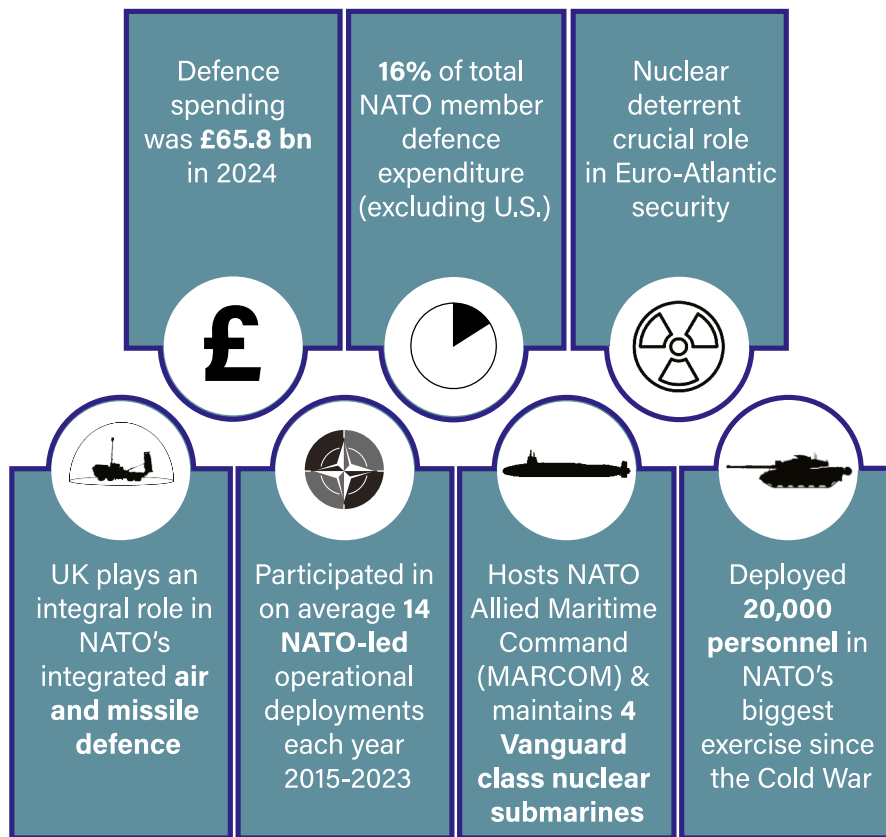 Defence
spending
was £65.8 bn
in 2024
16% of total
NATO member
defence
expenditure
(excluding U.S.)
Nuclear
deterrent
crucial role
in Euro-Atlantic
security
£
UK plays an
integral role in
NATO’s
integrated air
and missile
defence
Participated in
on average 14
NATO-led
operational
deployments
each year
2015-2023
Hosts NATO
Allied Maritime
Command
(MARCOM) &
maintains 4
Vanguard
class nuclear
submarines
Deployed
20,000
personnel in
NATO’s
biggest
exercise since
the Cold War